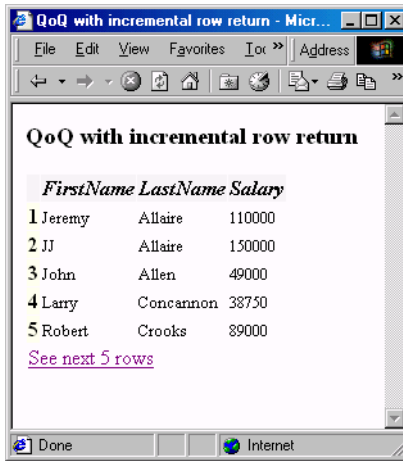 QoQ with incremental row return - Micr...
File Edit View Favorites Toc » Address
»
QoQ with incremental row return
FirstName LastName Salary
1 Jeremy Allaire 110000
2 JJ Allaire 150000
3 John Allen 49000
4 Larry Concannon 38750
5 Robert Crooks 89000
See next 5 rows
Done Internet